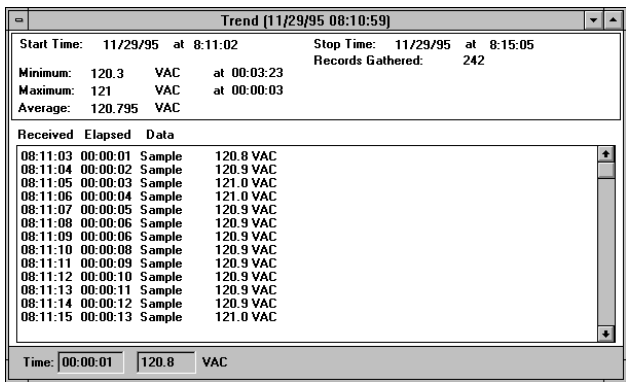 Trend (11/29/95 08:10:59)
Start Time: 11/29/95 at 8:11:02 Stop Time: 11/29/95 at 8:15:05
Records Gathered: 242
Minimum: 120.3 VAC at 00:03:23
Maximum: 121 VAC at 00:00:03
Average: 120.795 VAC
Received Elapsed Data
08:11:03 00:00:01 Sample 120.8 VAC
08:11:04 00:00:02 Sample 120.9 VAC
08:11:05 00:00:03 Sample 121.0 VAC
08:11:06 00:00:04 Sample 121.0 VAC
08:11:07 00:00:05 Sample 120.9 VAC
08:11:08 00:00:06 Sample 120.9 VAC
08:11:09 00:00:06 Sample 120.9 VAC
08:11:10 00:00:08 Sample 120.9 VAC
08:11:11 00:00:09 Sample 120.9 VAC
08:11:12 00:00:10 Sample 120.9 VAC
08:11:13 00:00:11 Sample 120.9 VAC
08:11:14 00:00:12 Sample 120.9 VAC
08:11:15 00:00:13 Sample 121.0 VAC
Time: 00:00:01 120.8 VAC